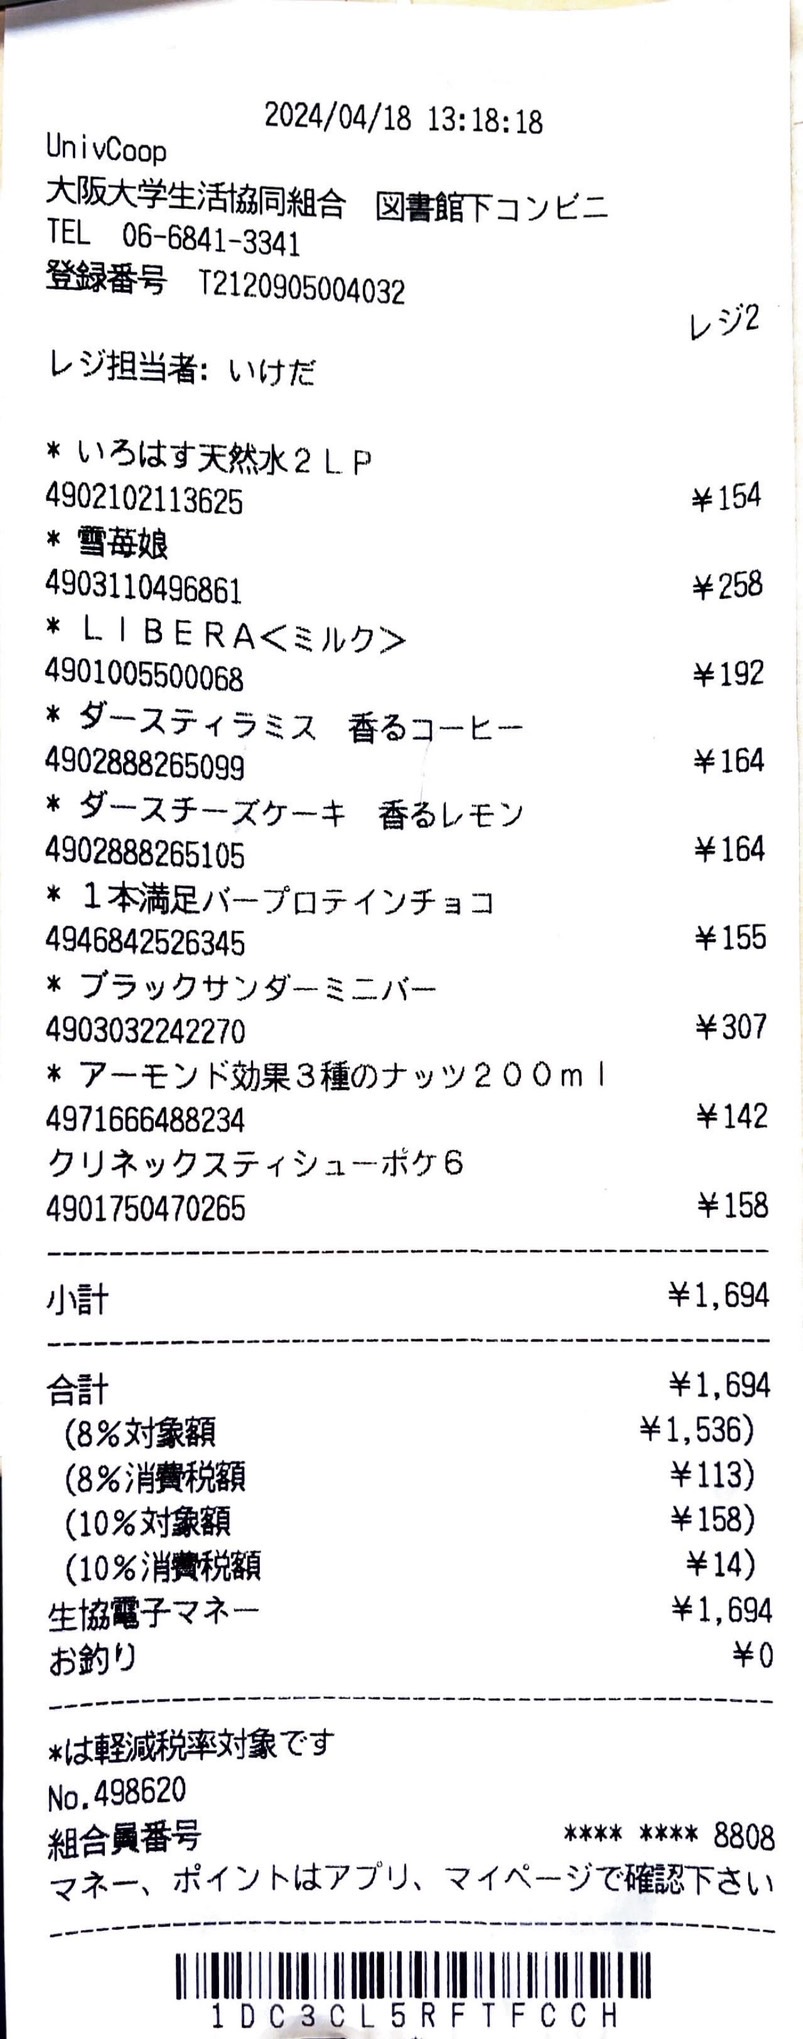 2024/04/18 13:18:18
UnivCoop
大阪大学生活協同組合　図書館下コンビニ
TEL　06-6841-3341
登録番号　T2120905004032
レジ2
レジ担当者: いけだ
* いろはす天然水２ＬＰ
4902102113625 ¥154
* 雪苺娘
4903110496861 ¥258
* ＬＩＢＥＲＡ＜ミルク＞
4901005500068 ¥192
* ダースティラミス　香るコーヒー
4902888265099 ¥164
* ダースチーズケーキ　香るレモン
4902888265105 ¥164
* １本満足バープロテインチョコ
4946842526345 ¥155
* ブラックサンダーミニバー
4903032242270 ¥307
* アーモンド効果３種のナッツ２００ｍｌ
4971666488234 ¥142
クリネックスティシューポケ６
4901750470265 ¥158
小計 ¥1,694
合計 ¥1,694
(8%対象額 ¥1,536)
(8%消費税額 ¥113)
(10%対象額 ¥158)
(10%消費税額 ¥14)
生協電子マネー ¥1,694
お釣り ¥0
*は軽減税率対象です
No.498620
組合員番号 **** **** 8808
マネー、ポイントはアプリ、マイページで確認下さい
1DC3CL5RFTFCCH